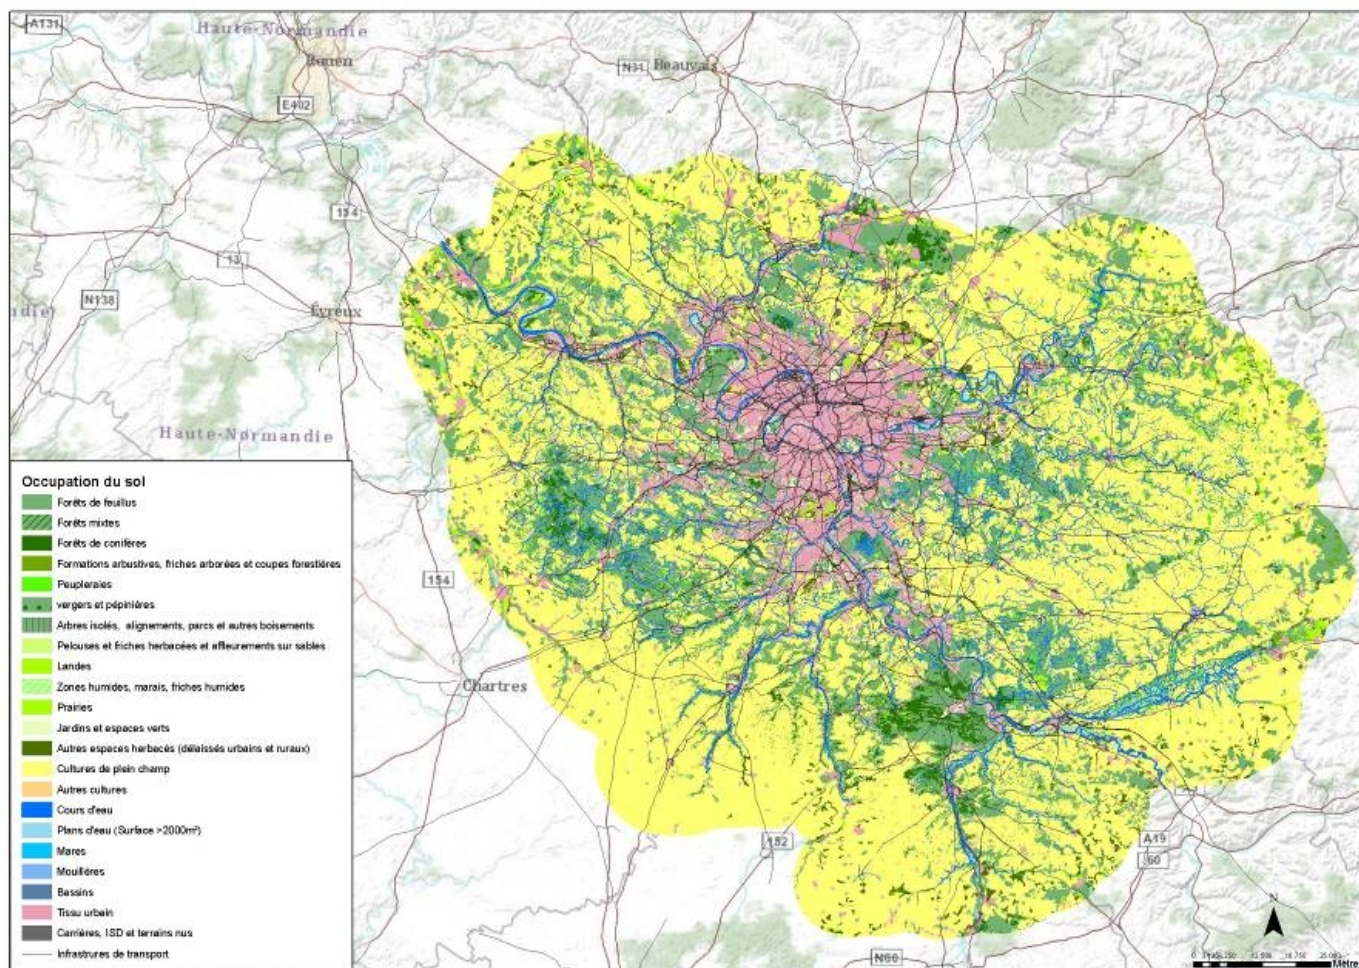 A131
Haute-Normandie
Rouen
N31
Beauvais
E402
154
13
N138
Évreux
Haute-Normandie
Occupation du sol
Forêts de feuillus
Forêts mixtes
Forêts de conifères
Formations arbustives, friches arborées et coupes forestières
Peupleraies
vergers et pépinières
Arbres isolés, alignements, parcs et autres boisements
Pelouses et friches herbacées et affleurements sur sables
Landes
Zones humides, marais, friches humides
Prairies
Jardins et espaces verts
Autres espaces herbacés (délaissés urbains et ruraux)
Cultures de plein champ
Autres cultures
Cours d'eau
Plans d'eau (Surface >2000m²)
Mares
Mouillères
Bassins
Tissu urbain
Carrières, ISD et terrains nus
Infrastrures de transport
154
Chartres
152
A19
60
N60
N
Mètres